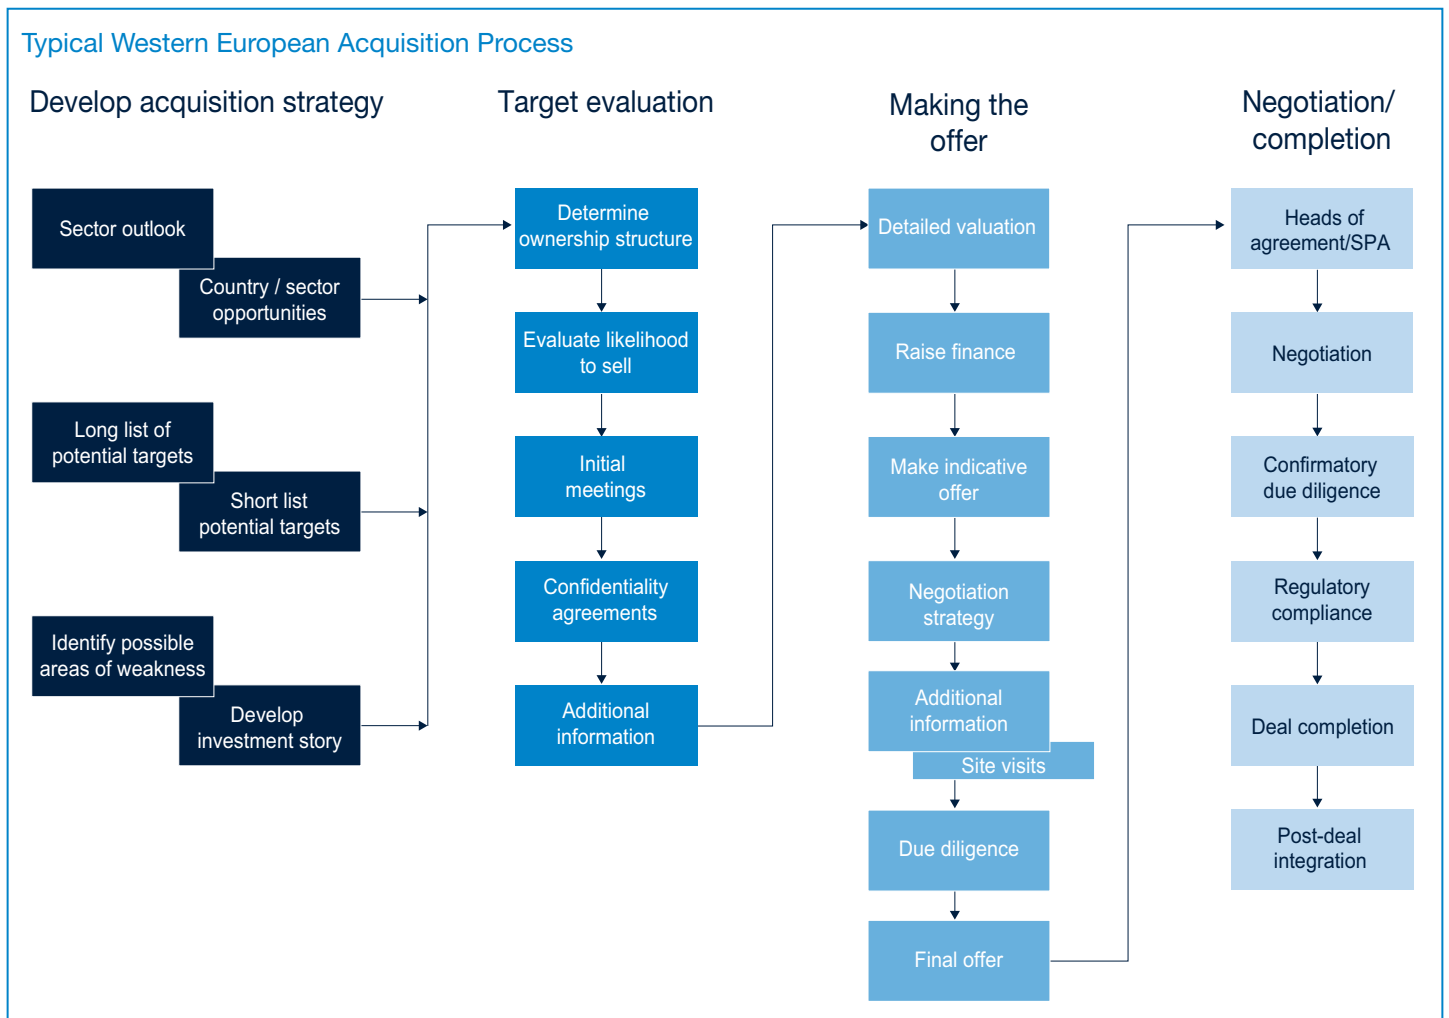 Typical Western European Acquisition Process
Develop acquisition strategy
Sector outlook
Country / sector
opportunities
Long list of
potential targets
Short list
potential targets
Identify possible
areas of weakness
Develop
investment story
Target evaluation
Determine
ownership structure
Evaluate likelihood
to sell
Initial
meetings
Confidentiality
agreements
Additional
information
Making the
offer
Detailed valuation
Raise finance
Make indicative
offer
Negotiation
strategy
Additional
information
Site visits
Due diligence
Final offer
Negotiation/
completion
Heads of
agreement/SPA
Negotiation
Confirmatory
due diligence
Regulatory
compliance
Deal completion
Post-deal
integration